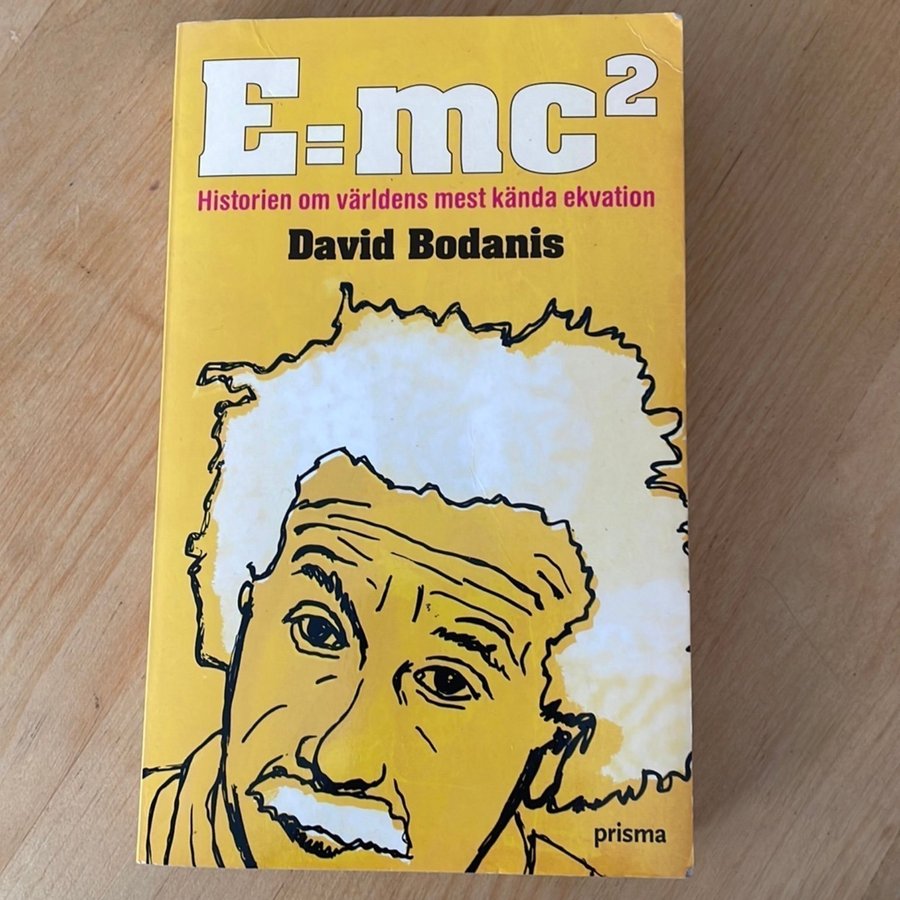 E=mc²
Historien om världens mest kända ekvation
David Bodanis
prisma